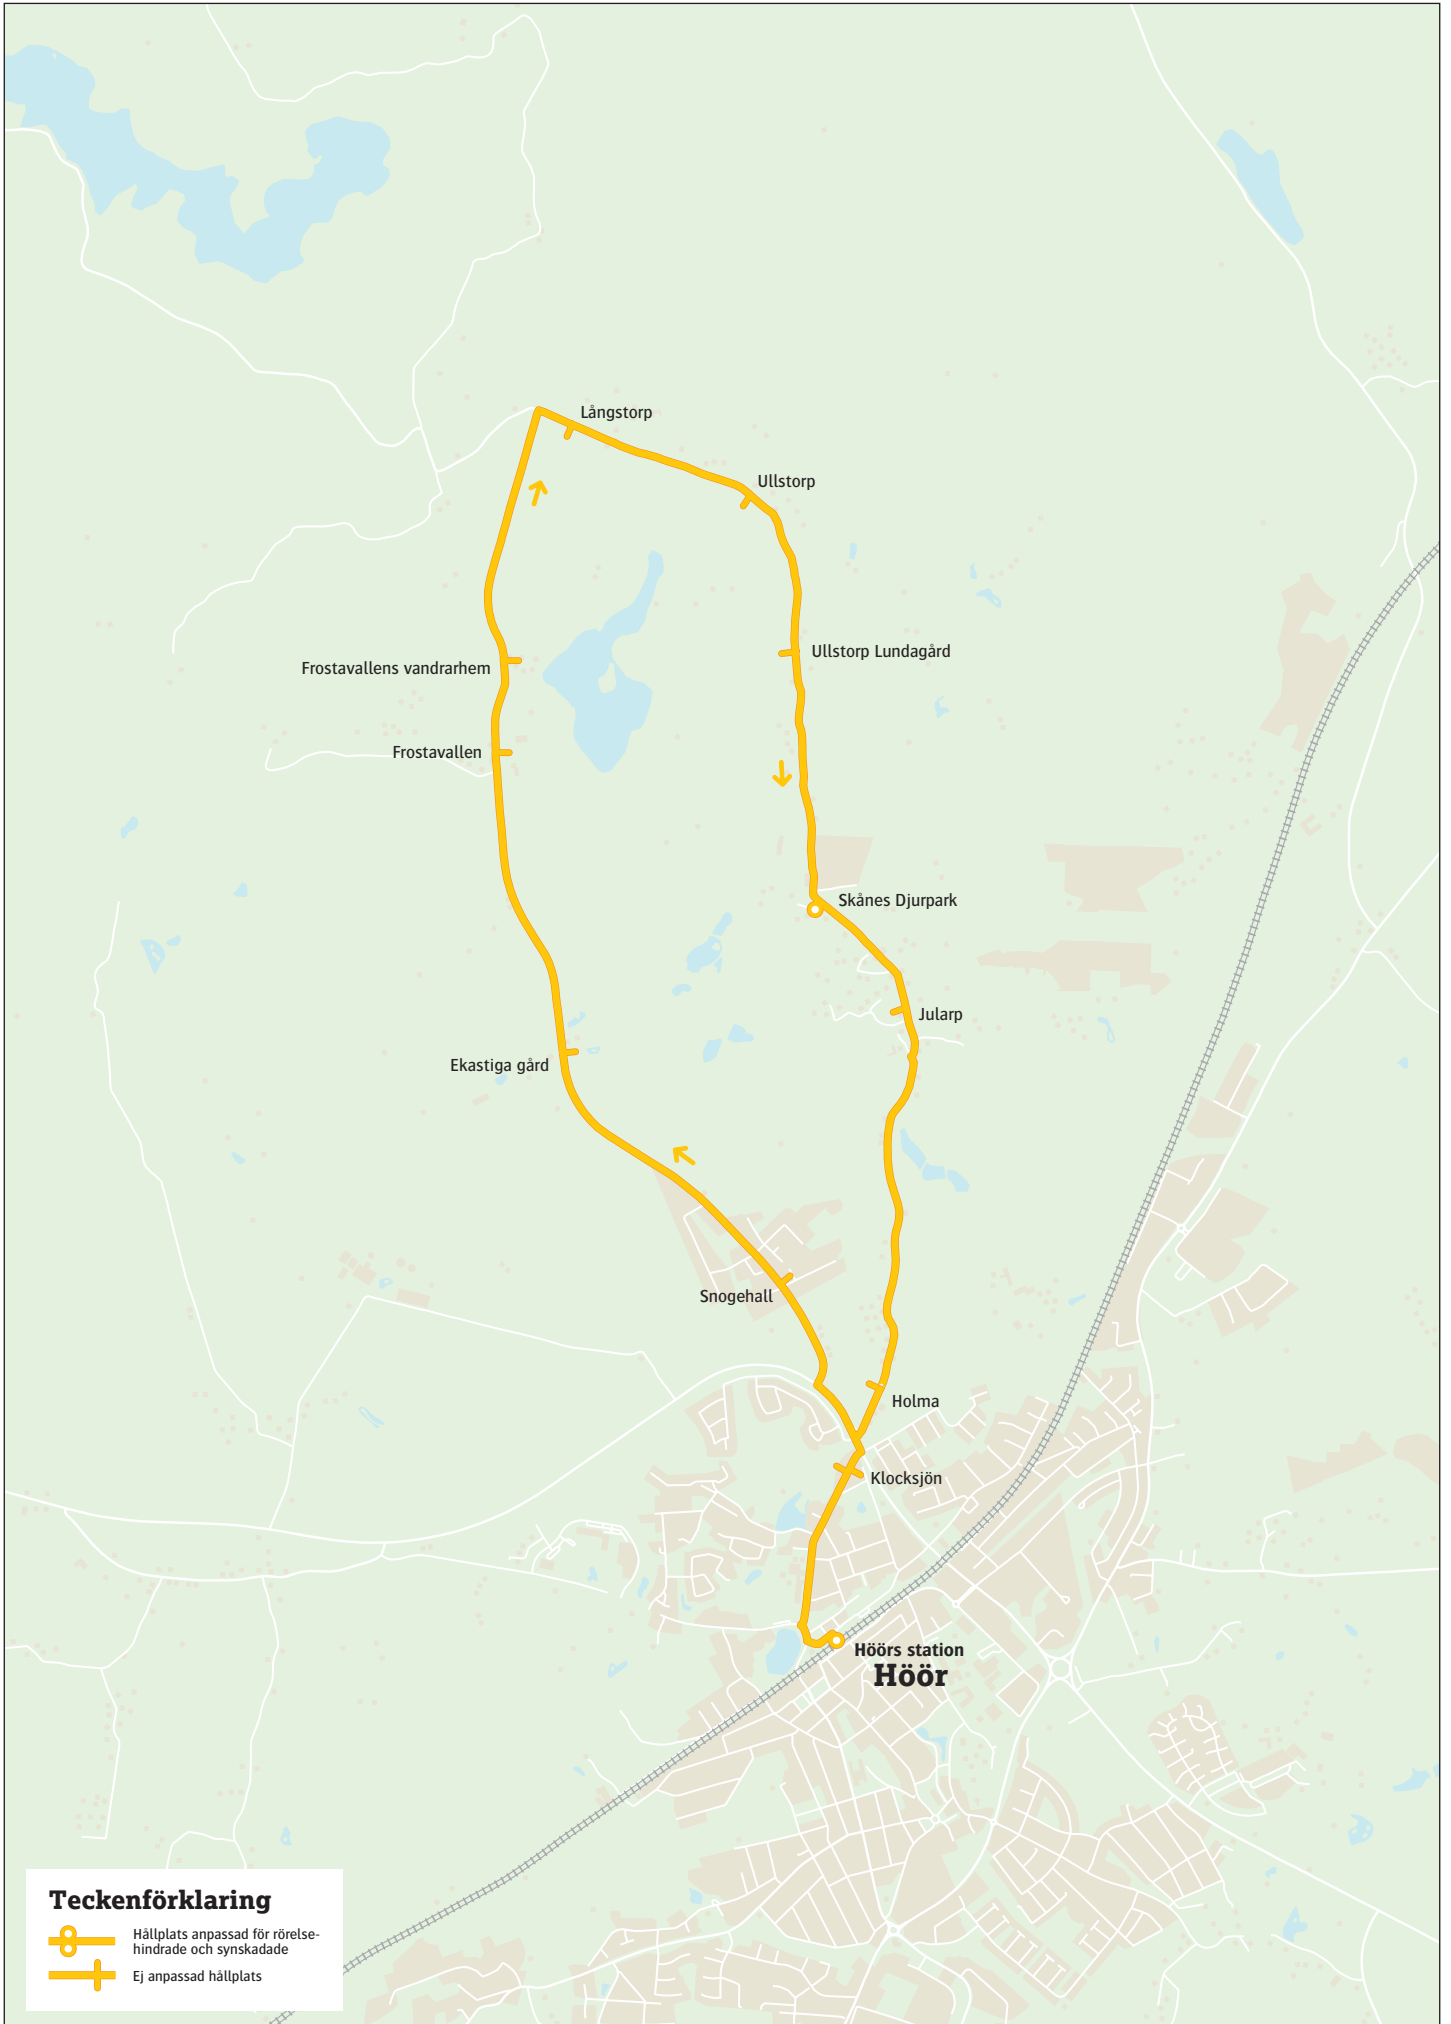 Långstorp
Ullstorp
Ullstorp Lundagård
Frostavallens vandrarhem
Frostavallen
Skånes Djurpark
Jularp
Ekastiga gård
Snogehall
Holma
Klocksjön
Höörs station
Höör
Teckenförklaring
Hållplats anpassad för rörelse-
hindrade och synskadade
Ej anpassad hållplats